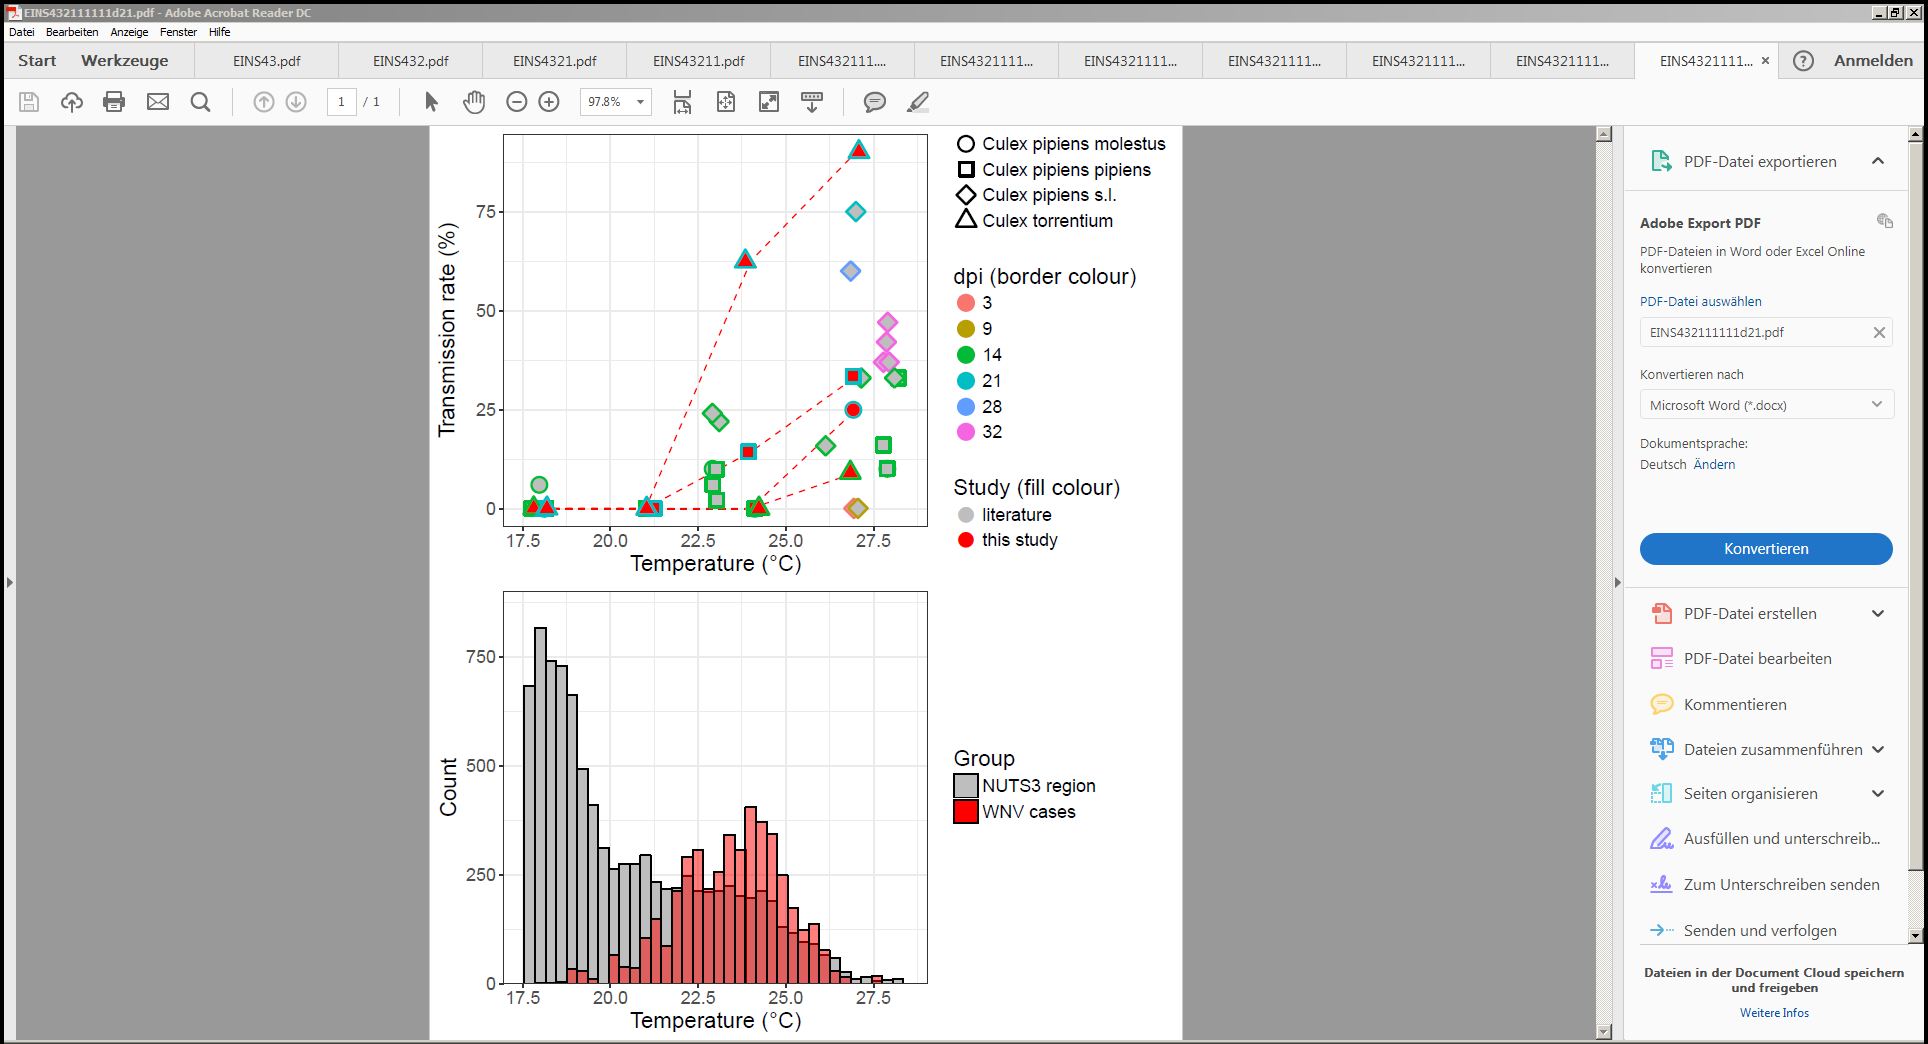 EINS432111111d21.pdf - Adobe Acrobat Reader DC
Datei Bearbeiten Anzeige Fenster Hilfe
Start Werkzeuge EINS43.pdf EINS432.pdf EINS4321.pdf EINS43211.pdf EINS432111.... EINS4321111... EINS4321111... EINS4321111... EINS4321111... EINS4321111... EINS4321111... × ? Anmelden
1 / 1 97.8%
75
50
25
0
Transmission rate (%)
17.5 20.0 22.5 25.0 27.5
Temperature (°C)
Culex pipiens molestus
Culex pipiens pipiens
Culex pipiens s.l.
Culex torrentium
dpi (border colour)
3
9
14
21
28
32
Study (fill colour)
literature
this study
750
500
250
0
Count
17.5 20.0 22.5 25.0 27.5
Temperature (°C)
Group
NUTS3 region
WNV cases
PDF-Datei exportieren
Adobe Export PDF
PDF-Dateien in Word oder Excel Online
konvertieren
PDF-Datei auswählen
EINS432111111d21.pdf
Konvertieren nach
Microsoft Word (*.docx)
Dokumentsprache:
Deutsch Ändern
Konvertieren
PDF-Datei erstellen
PDF-Datei bearbeiten
Kommentieren
Dateien zusammenführen
Seiten organisieren
Ausfüllen und unterschreib...
Zum Unterschreiben senden
Senden und verfolgen
Dateien in der Document Cloud speichern
und freigeben
Weitere Infos